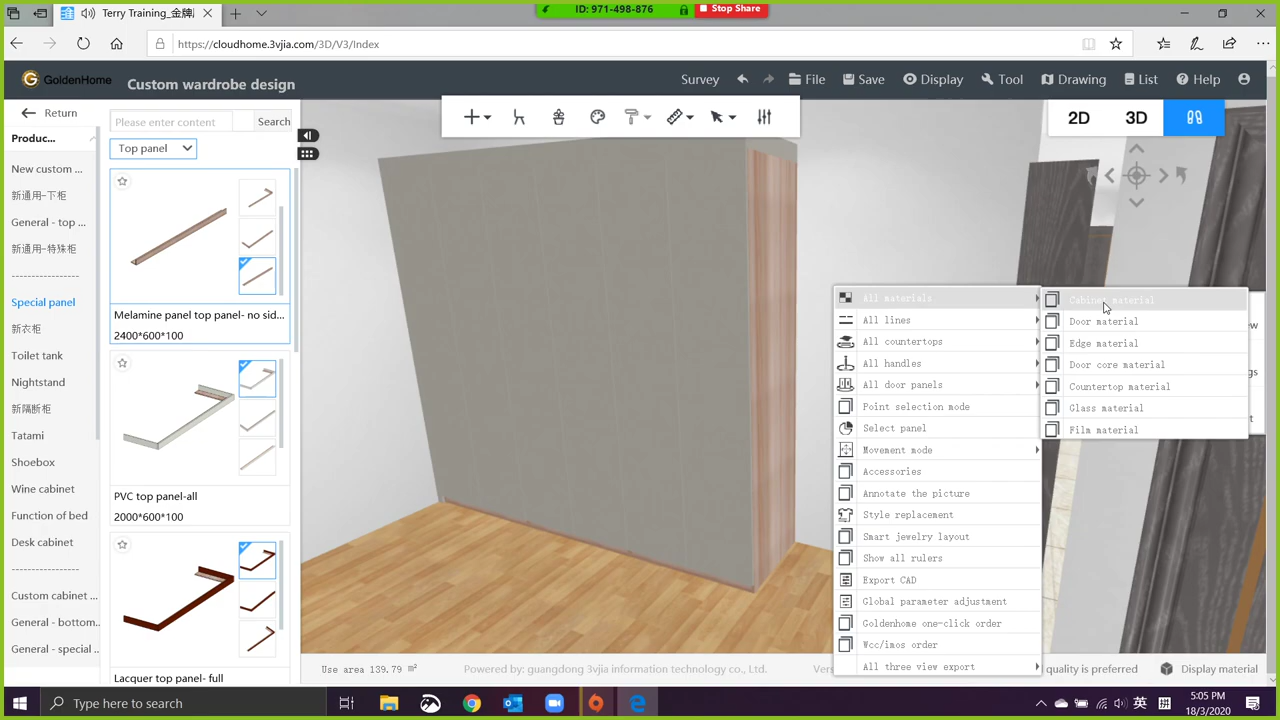 ID: 971-498-876
Stop Share
Terry Training_金牌
https://cloudhome.3vjia.com/3D/V3/Index
GoldenHome
Custom wardrobe design
Survey
File
Save
Display
Tool
Drawing
List
Help
Return
Please enter content
Search
2D
3D
Produc...
Top panel
New custom ...
新通用-下柜
General - top ...
新通用-特殊柜
----------------
Special panel
新衣柜
Toilet tank
Nightstand
新隔断柜
Tatami
Shoebox
Wine cabinet
Function of bed
Desk cabinet
----------------
Custom cabinet ...
General - bottom...
General - special ...
Melamine panel top panel- no sid...
2400*600*100
PVC top panel-all
2000*600*100
Lacquer top panel- full
All materials
All lines
All countertops
All handles
All door panels
Point selection mode
Select panel
Movement mode
Accessories
Annotate the picture
Style replacement
Smart jewelry layout
Show all rulers
Export CAD
Global parameter adjustment
Goldenhome one-click order
Wcc/imos order
All three view export
Cabinet material
Door material
Edge material
Door core material
Countertop material
Glass material
Film material
Use area 139.79 m²
Powered by: guangdong 3vjia information technology co., Ltd.
quality is preferred
Display material
Type here to search
英
拼
5:05 PM
18/3/2020